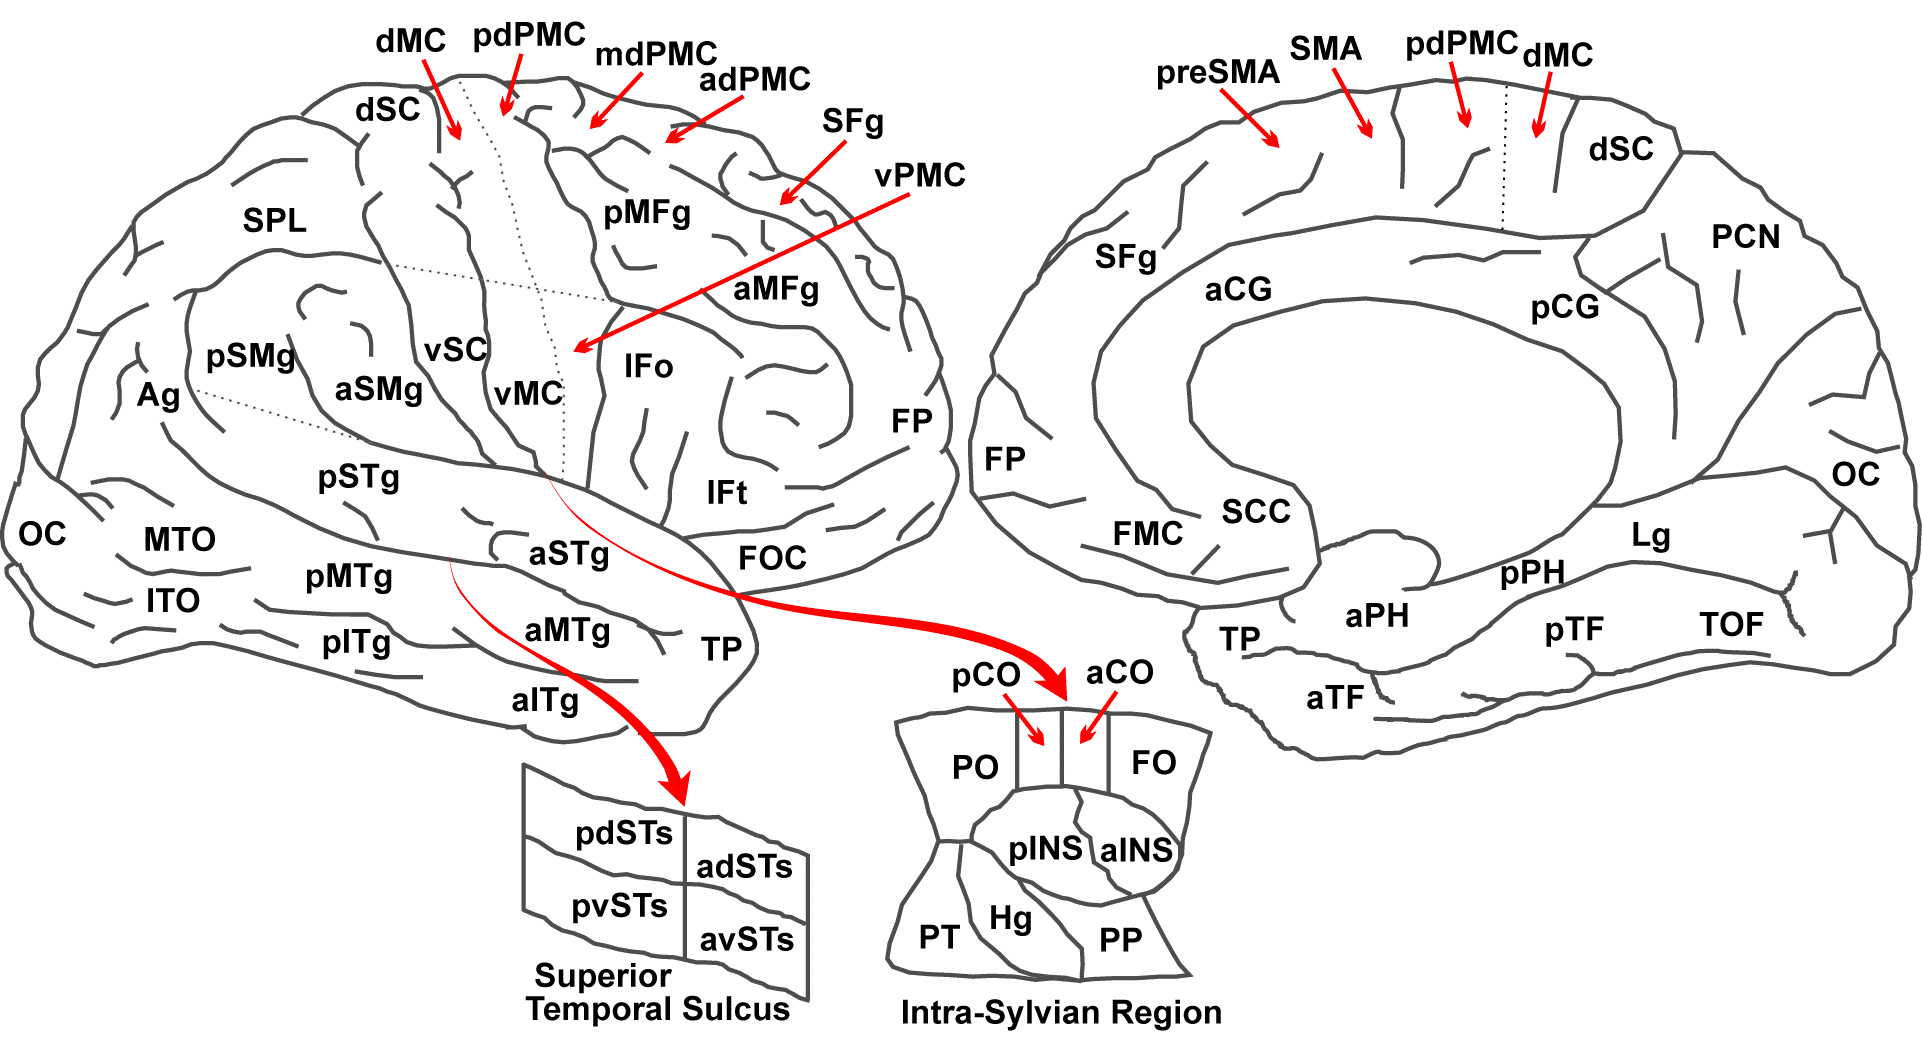 dMC
pdPMC
mdPMC
adPMC
SFg
vPMC
dSC
SPL
pMFg
aMFg
pSMg
aSMg
vSC
vMC
IFo
Ag
FP
pSTg
IFt
OC
MTO
aSTg
FOC
pMTg
ITO
aMTg
pITg
TP
aITg
preSMA
SMA
pdPMC
dMC
dSC
PCN
SFg
aCG
pCG
FP
OC
SCC
FMC
Lg
pPH
aPH
TP
pTF
TOF
aTF
pdSTs
adSTs
pvSTs
avSTs
Superior
Temporal Sulcus
pCO
aCO
PO
FO
pINS
aINS
PT
Hg
PP
Intra-Sylvian Region